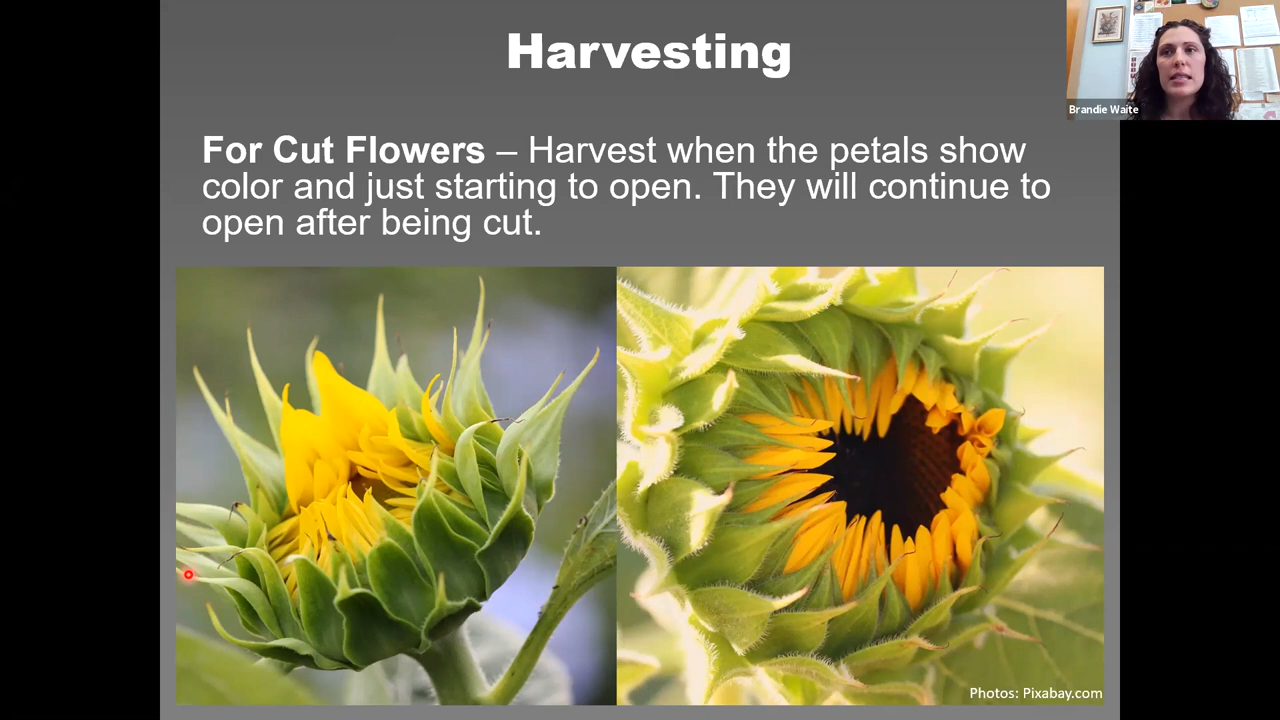 Harvesting
Brandie Waite
For Cut Flowers – Harvest when the petals show
color and just starting to open. They will continue to
open after being cut.
Photos: Pixabay.com